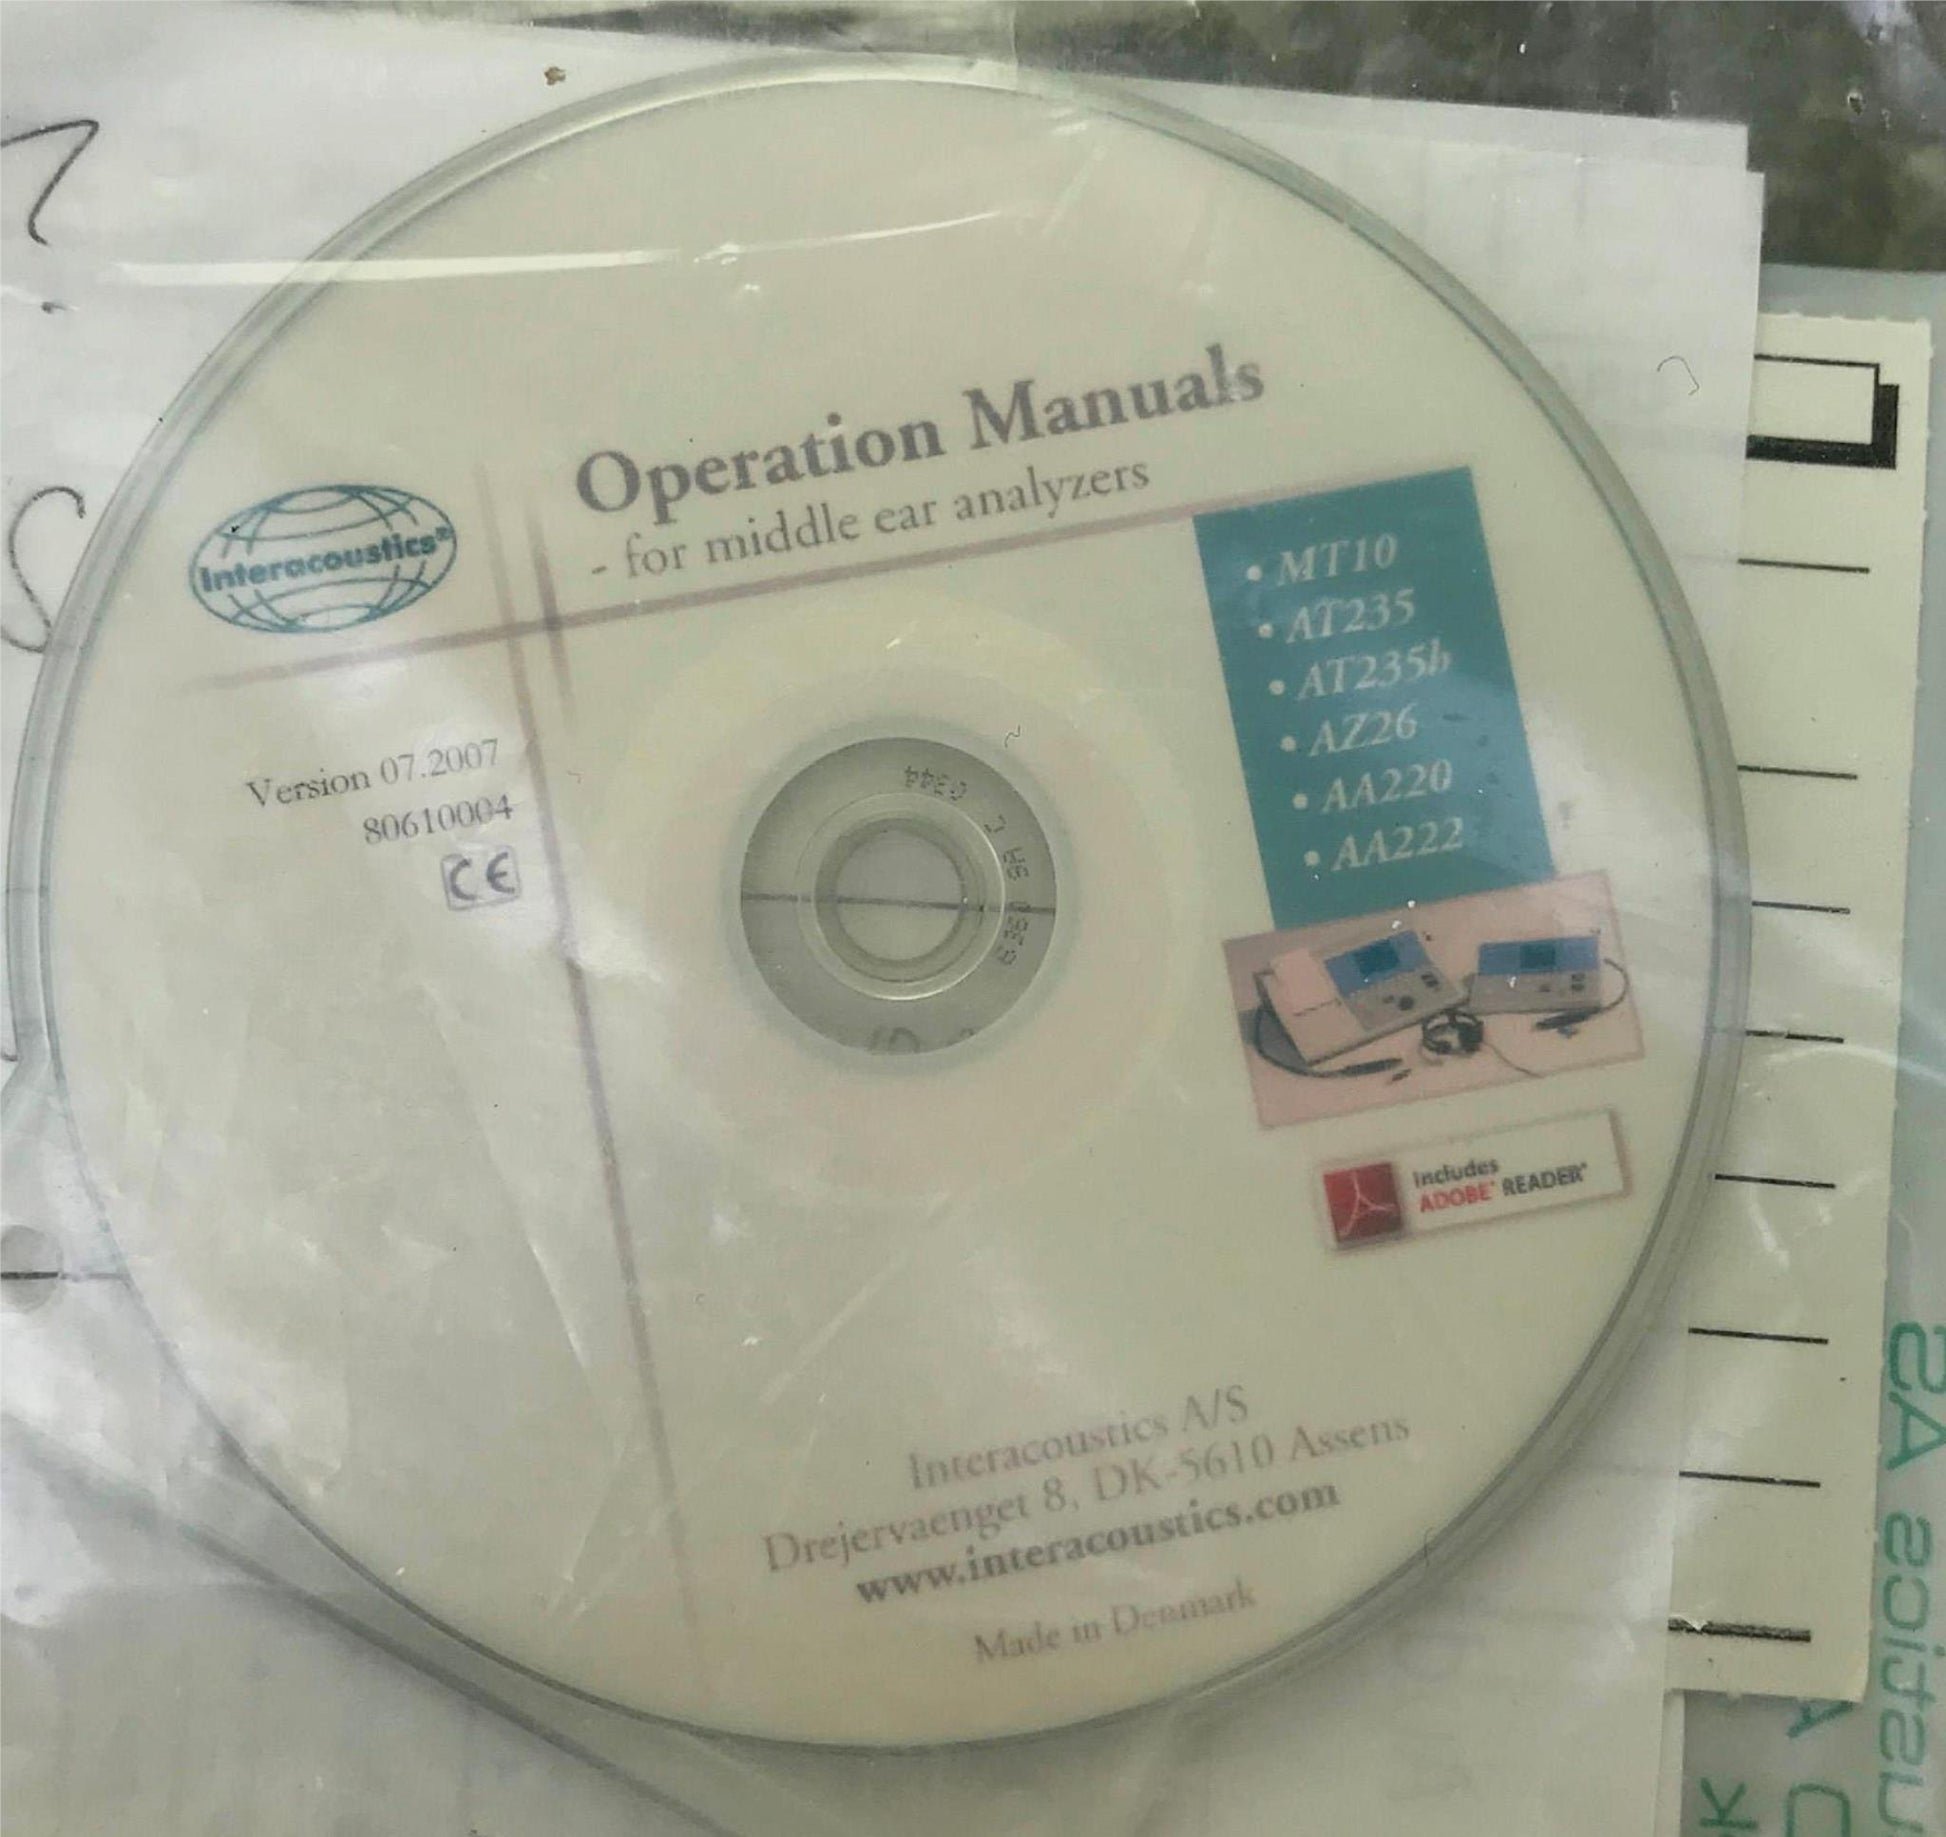 Operation Manuals
- for middle ear analyzers
Interacoustics®
• MT10
• AT235
• AT235h
• AZ26
• AA220
• AA222
Version 07.2007
80610004
CE
Includes
ADOBE® READER®
Interacoustics A/S
Drejervaenget 8, DK-5610 Assens
www.interacoustics.com
Made in Denmark